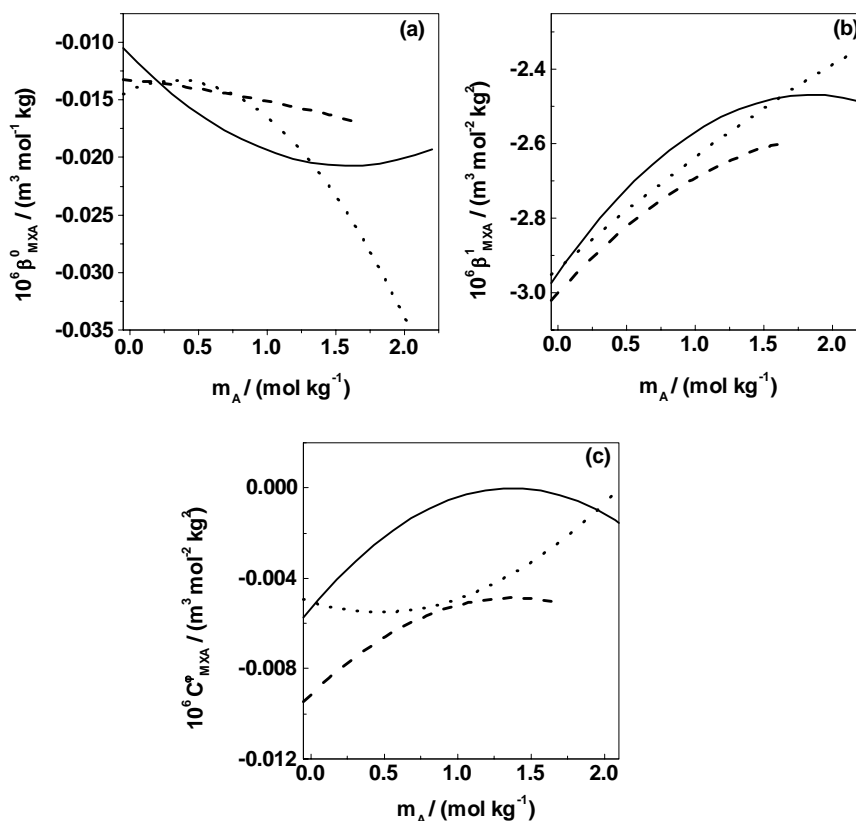 (a)
-0.010
-0.015
-0.020
-0.025
-0.030
-0.035
10⁶β⁰MXA / (m³ mol⁻¹ kg)
0.0 0.5 1.0 1.5 2.0
mA / (mol kg⁻¹)
(b)
-2.4
-2.6
-2.8
-3.0
10⁶β¹MXA / (m³ mol⁻² kg²)
0.0 0.5 1.0 1.5 2.0
mA / (mol kg⁻¹)
(c)
0.000
-0.004
-0.008
-0.012
10⁶CᵠMXA / (m³ mol⁻² kg²)
0.0 0.5 1.0 1.5 2.0
mA / (mol kg⁻¹)